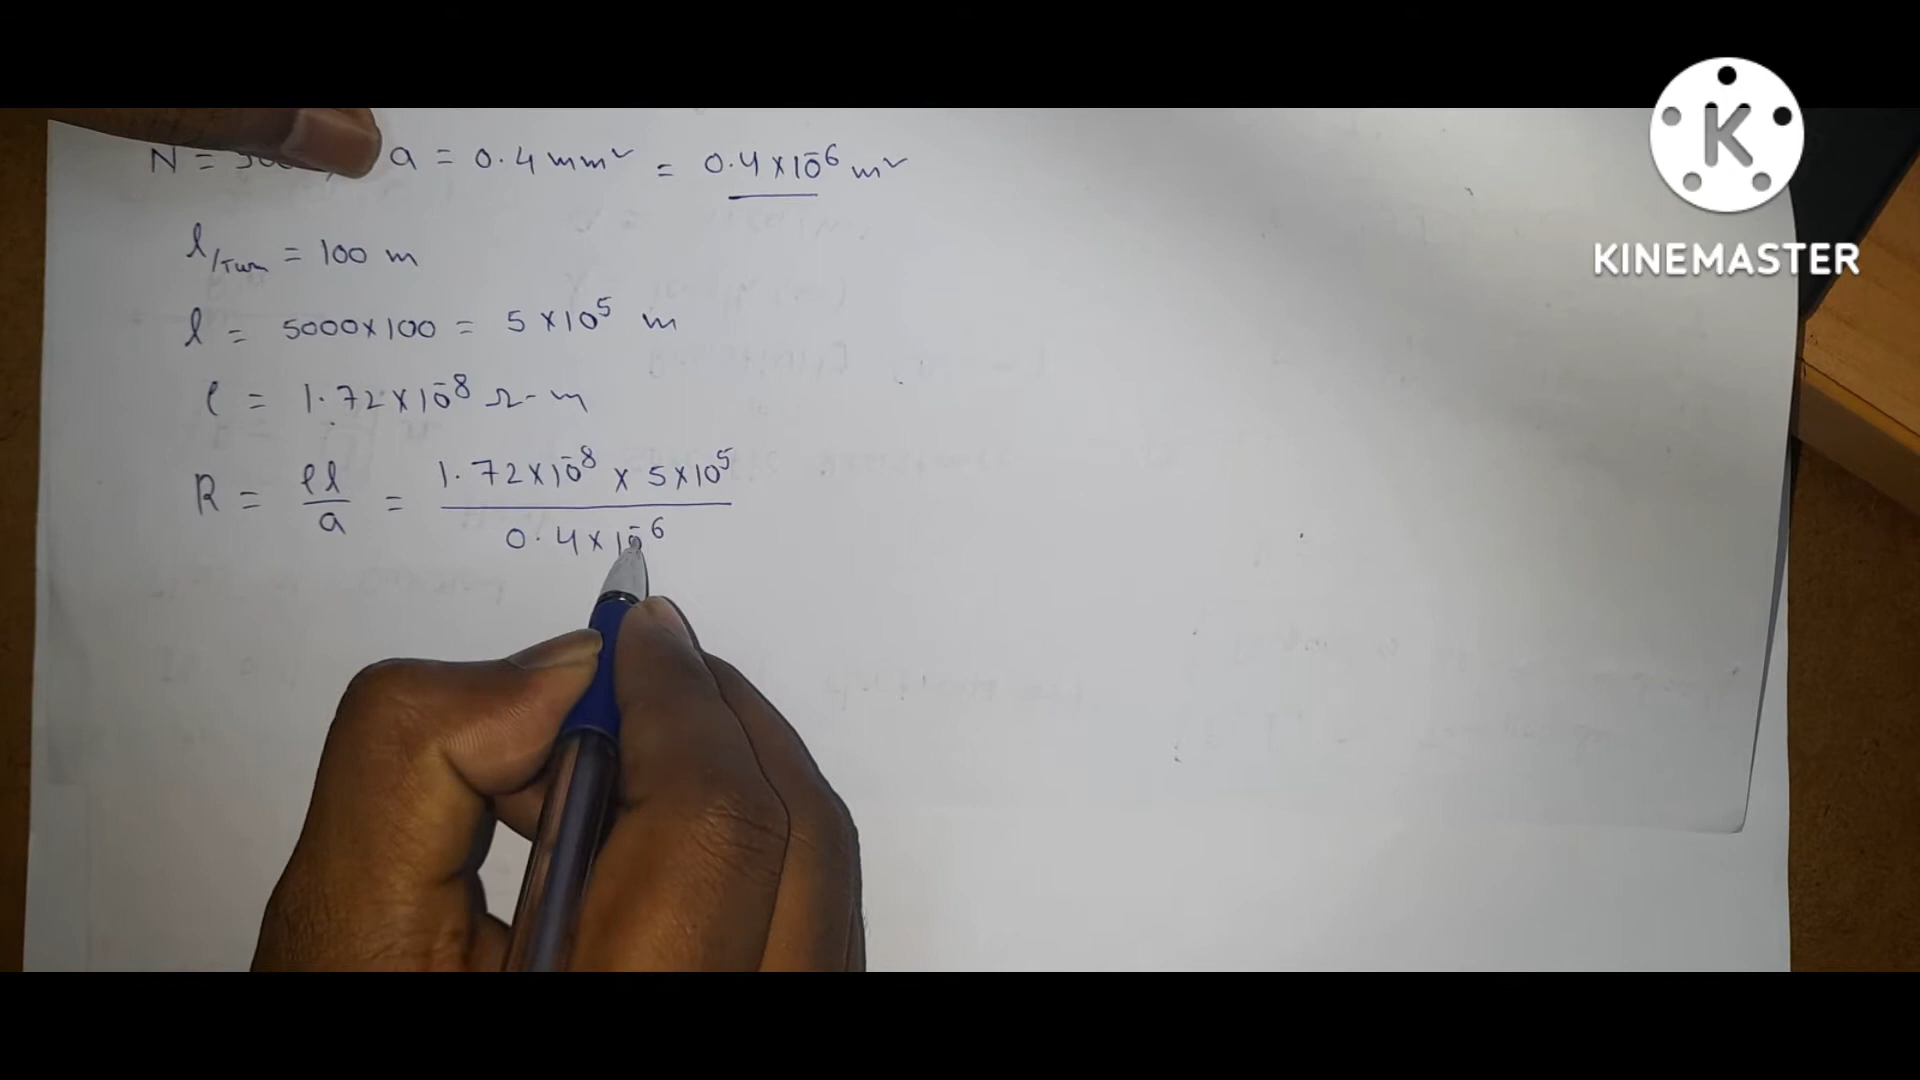 N = a = 0.4 mm² = 0.4 × 10⁻⁶ m²
l/Turn = 100 m
l = 5000 × 100 = 5 × 10⁵ m
ρ = 1.72 × 10⁻⁸ Ω - m
R = ρl/a = 1.72 × 10⁻⁸ × 5 × 10⁵ / 0.4 × 10⁻⁶
K
KINEMASTER